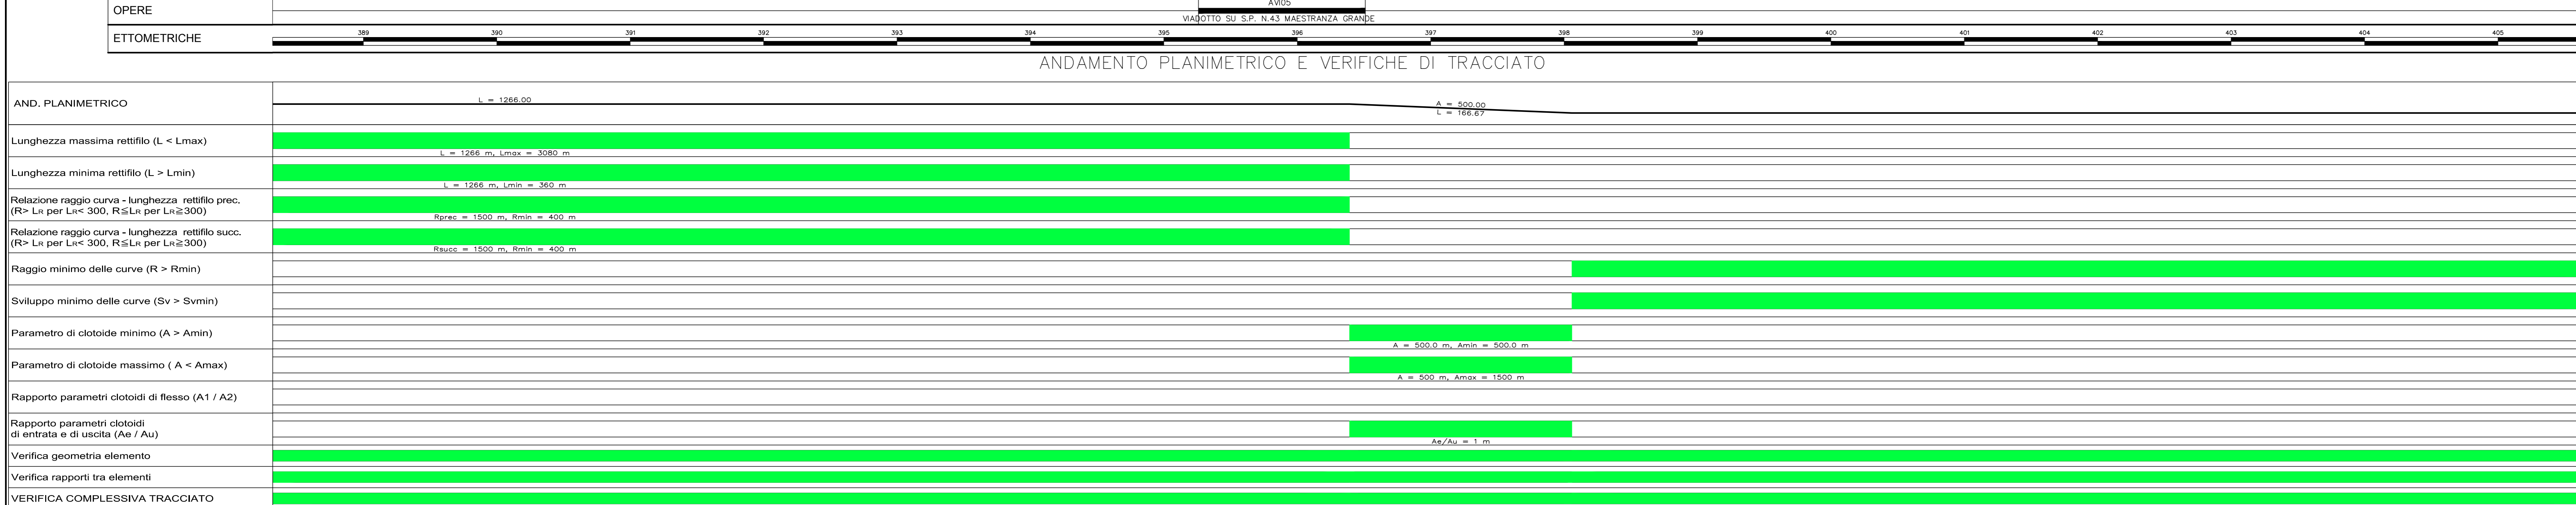 AVI05
OPERE
VIADOTTO SU S.P. N.43 MAESTRANZA GRANDE
ETTOMETRICHE
389 390 391 392 393 394 395 396 397 398 399 400 401 402 403 404 405
ANDAMENTO PLANIMETRICO E VERIFICHE DI TRACCIATO
AND. PLANIMETRICO
L = 1266.00
A = 500.00
L = 166.67
Lunghezza massima rettifilo (L < Lmax)
L = 1266 m, Lmax = 3080 m
Lunghezza minima rettifilo (L > Lmin)
L = 1266 m, Lmin = 360 m
Relazione raggio curva - lunghezza rettifilo prec.
(R> LR per LR< 300, R≦LR per LR≧300)
Rprec = 1500 m, Rmin = 400 m
Relazione raggio curva - lunghezza rettifilo succ.
(R> LR per LR< 300, R≦LR per LR≧300)
Rsucc = 1500 m, Rmin = 400 m
Raggio minimo delle curve (R > Rmin)
Sviluppo minimo delle curve (Sv > Svmin)
Parametro di clotoide minimo (A > Amin)
A = 500.0 m, Amin = 500.0 m
Parametro di clotoide massimo ( A < Amax)
A = 500 m, Amax = 1500 m
Rapporto parametri clotoidi di flesso (A1 / A2)
Rapporto parametri clotoidi
di entrata e di uscita (Ae / Au)
Ae/Au = 1 m
Verifica geometria elemento
Verifica rapporti tra elementi
VERIFICA COMPLESSIVA TRACCIATO